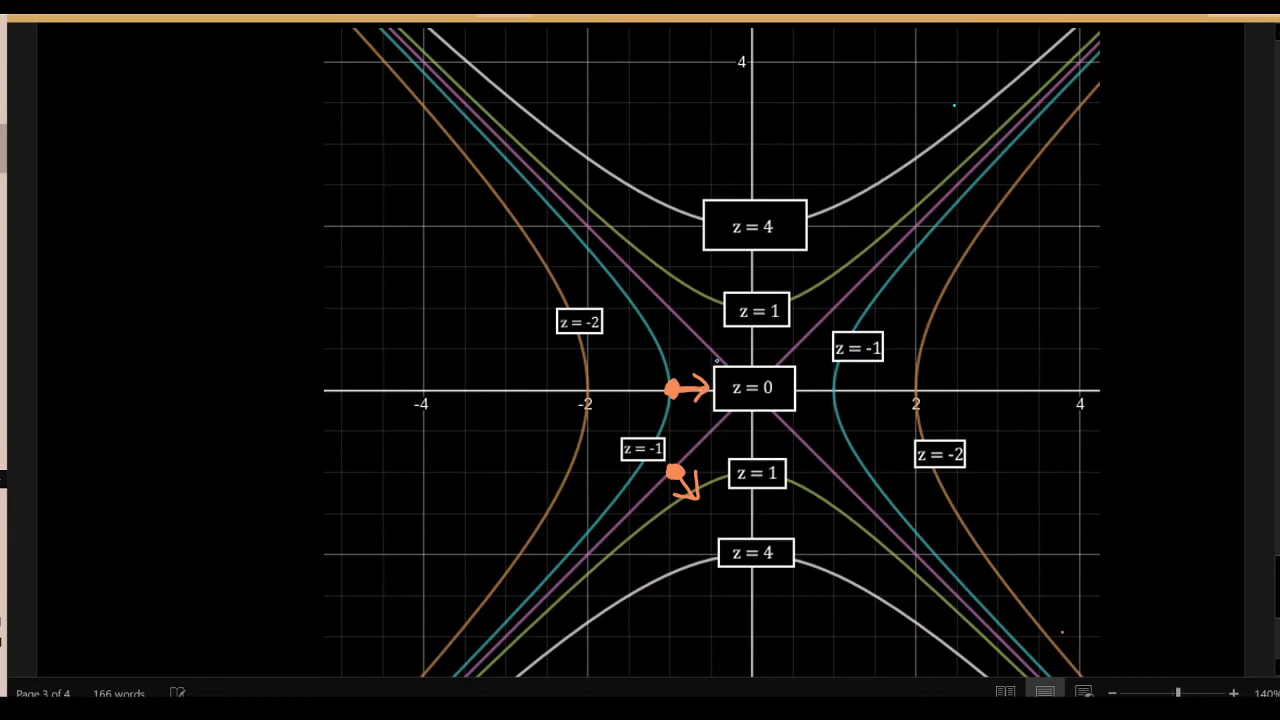 4
z = 4
z = 1
z = -2
z = -1
z = 0
-4
-2
2
4
z = -1
z = -2
z = 1
z = 4
Page 3 of 4
166 words
140%